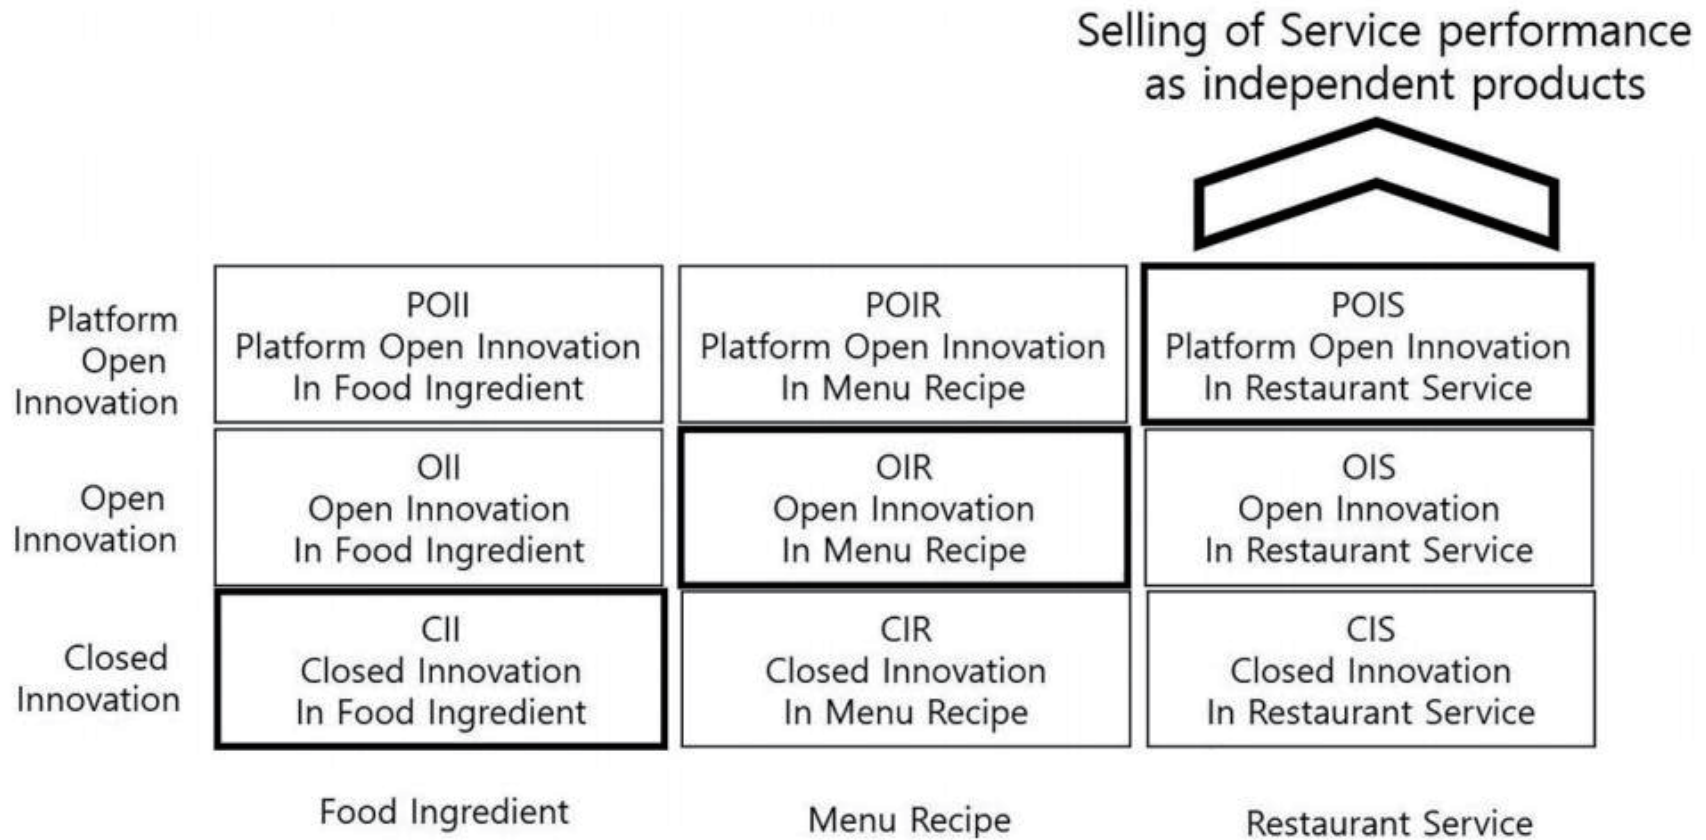 Selling of Service performance
as independent products
Platform
Open
Innovation
POII
Platform Open Innovation
In Food Ingredient
POIR
Platform Open Innovation
In Menu Recipe
POIS
Platform Open Innovation
In Restaurant Service
Open
Innovation
OII
Open Innovation
In Food Ingredient
OIR
Open Innovation
In Menu Recipe
OIS
Open Innovation
In Restaurant Service
Closed
Innovation
CII
Closed Innovation
In Food Ingredient
CIR
Closed Innovation
In Menu Recipe
CIS
Closed Innovation
In Restaurant Service
Food Ingredient
Menu Recipe
Restaurant Service